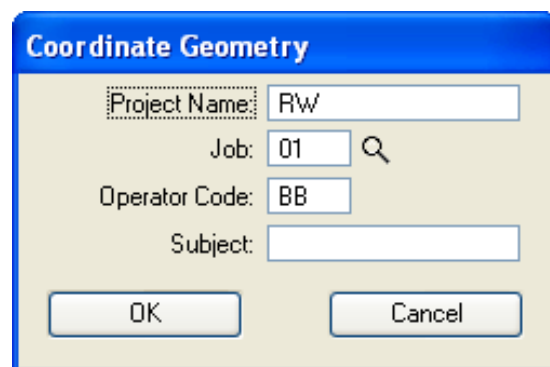 Coordinate Geometry
Project Name: RW
Job: 01
Operator Code: BB
Subject:
OK Cancel